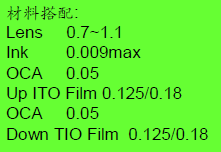 材料搭配:
Lens 0.7~1.1
Ink 0.009max
OCA 0.05
Up ITO Film 0.125/0.18
OCA 0.05
Down TIO Film 0.125/0.18